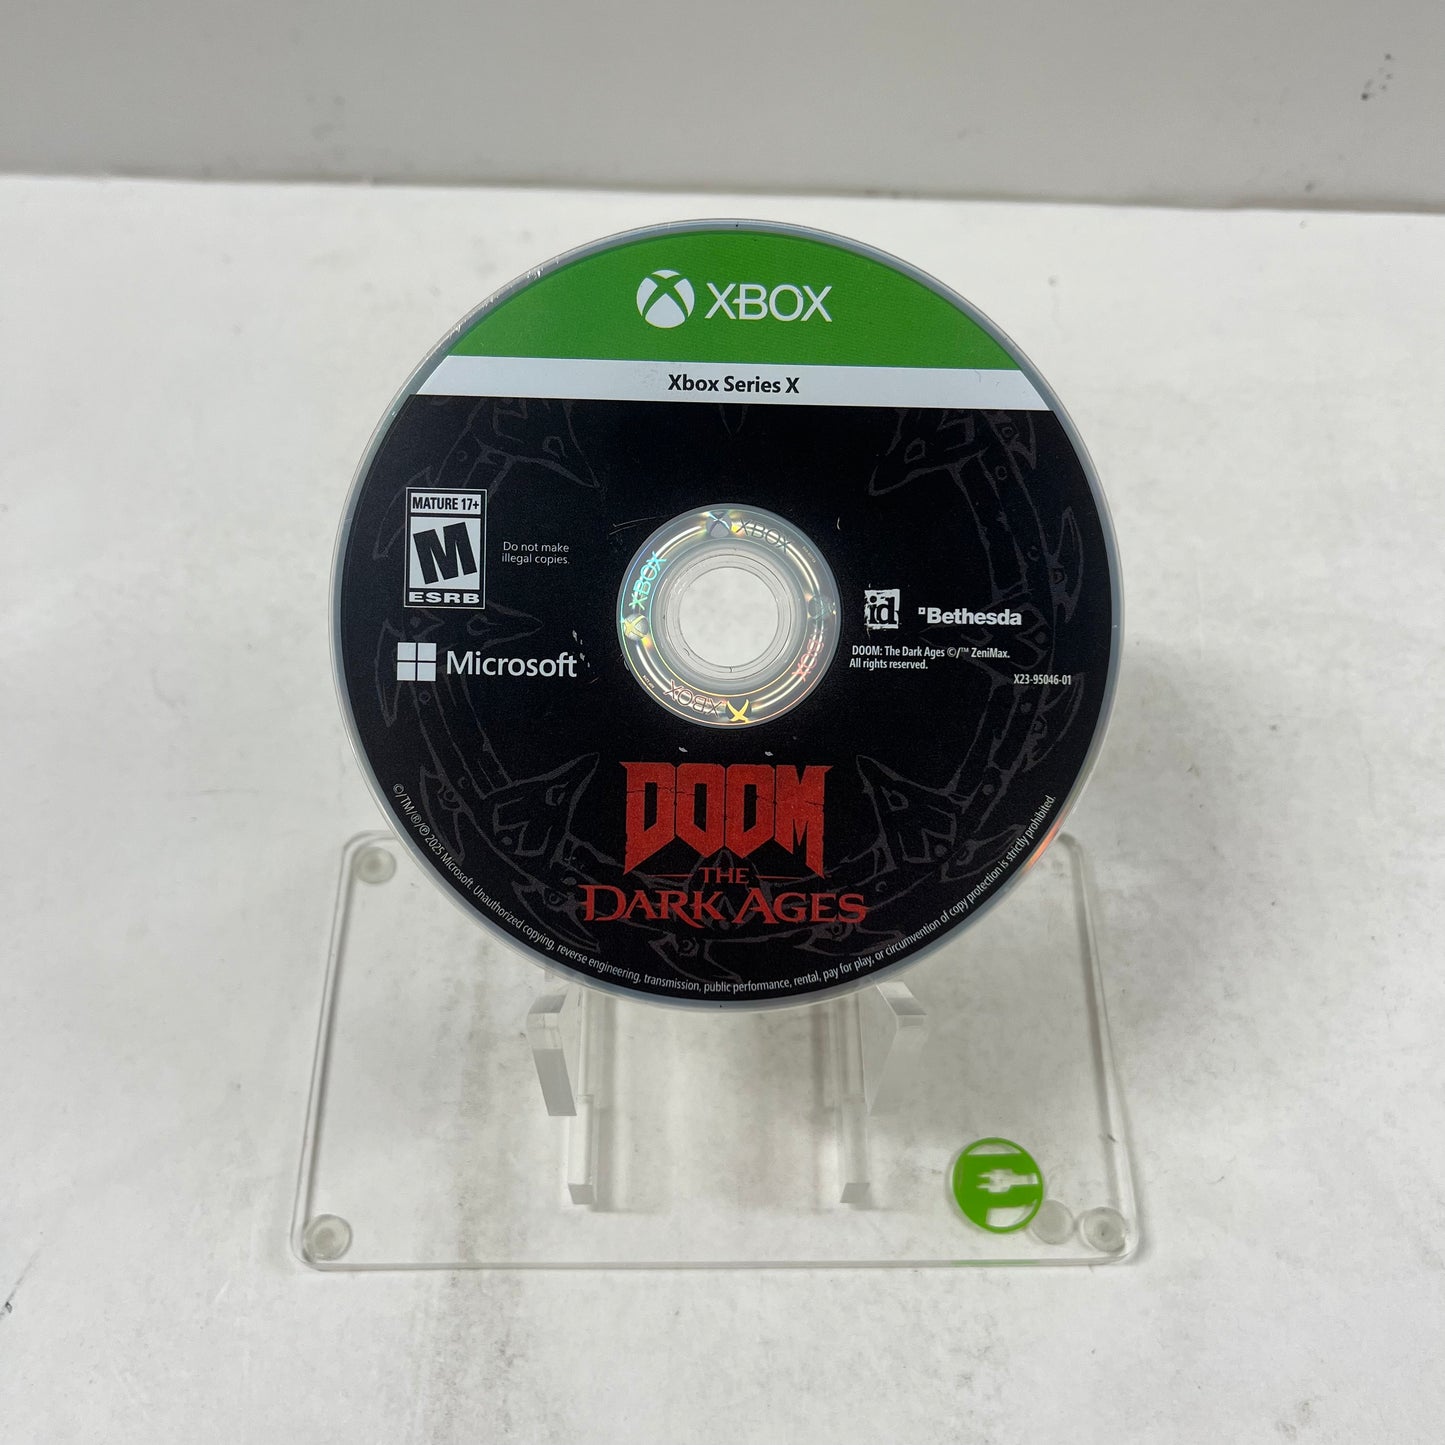 XBOX
Xbox Series X
MATURE 17+
M
ESRB
Do not make
illegal copies.
Microsoft
XBOX
XBOX
XBOX
XBOX
id
Bethesda
DOOM: The Dark Ages ©/™ ZeniMax.
All rights reserved.
X23-95046-01
DOOM
THE
DARK AGES
©/TM/®/℗ 2025 Microsoft. Unauthorized copying, reverse engineering, transmission, public performance, rental, pay for play, or circumvention of copy protection is strictly prohibited.